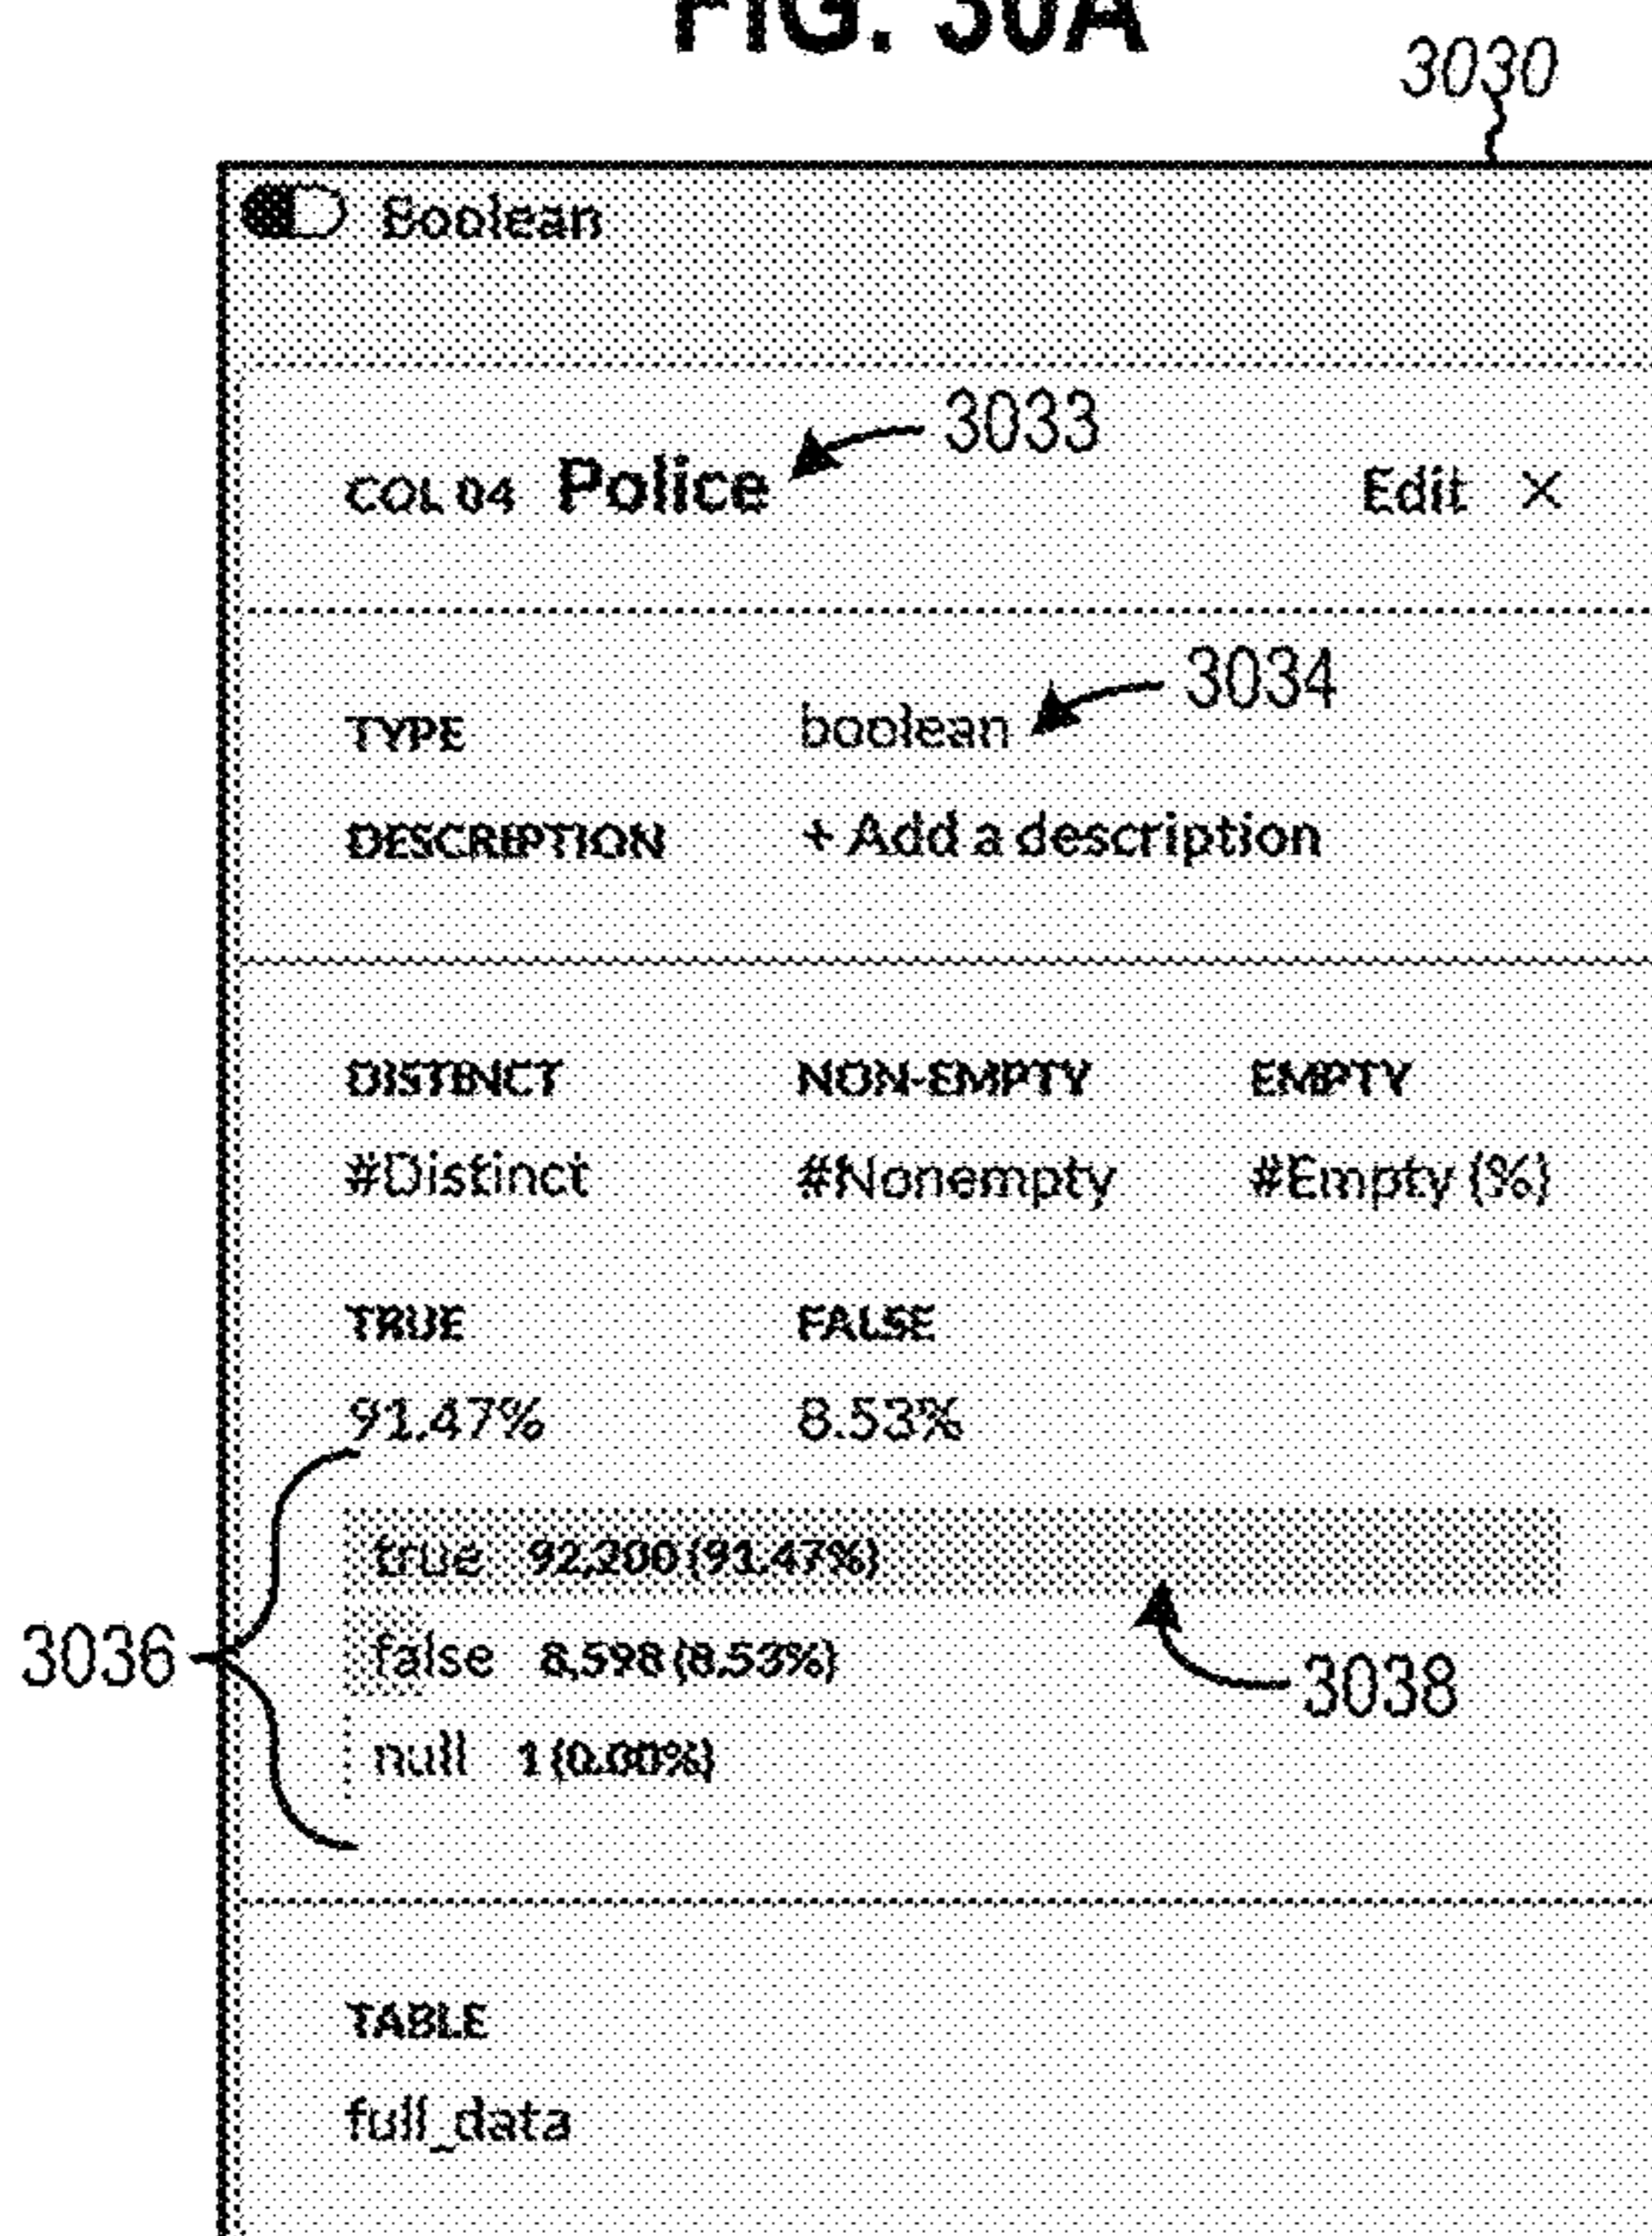 FIG. 30A
3030
Boolean
3033
COL 04 Police Edit ×
3034
TYPE boolean
DESCRIPTION + Add a description
DISTINCT NON-EMPTY EMPTY
#Distinct #Nonempty #Empty (%)
TRUE FALSE
91.47% 8.53%
true 92,200 (91.47%)
3036 false 8,598 (8.53%) 3038
null 1 (0.00%)
TABLE
full_data